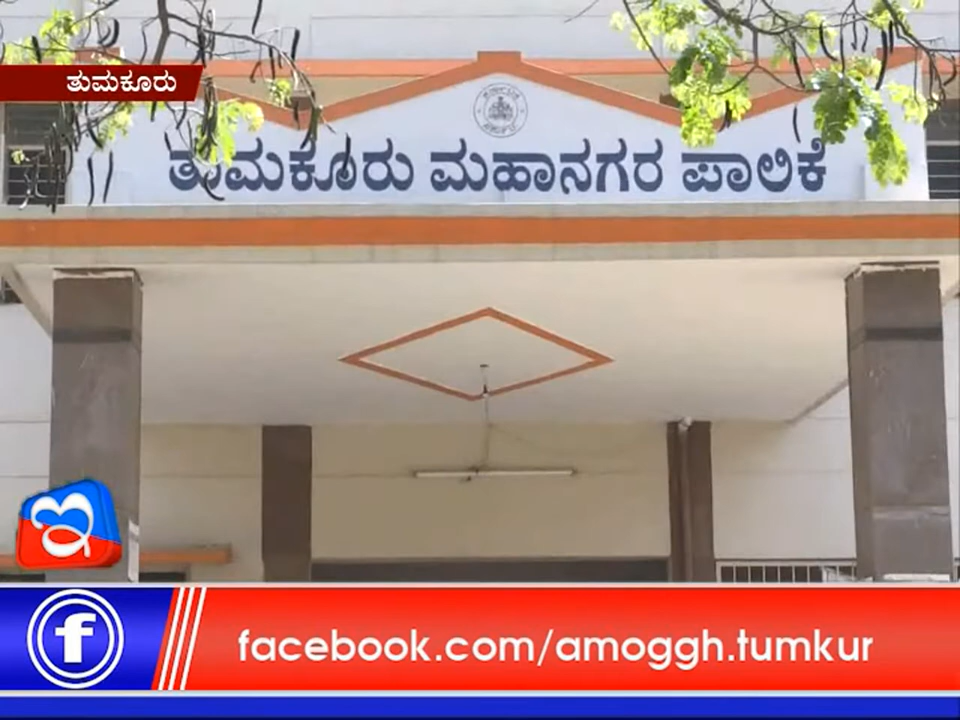 ತುಮಕೂರು
ತುಮಕೂರು ಮಹಾನಗರ ಪಾಲಿಕೆ
ಇ
f
facebook.com/amoggh.tumkur